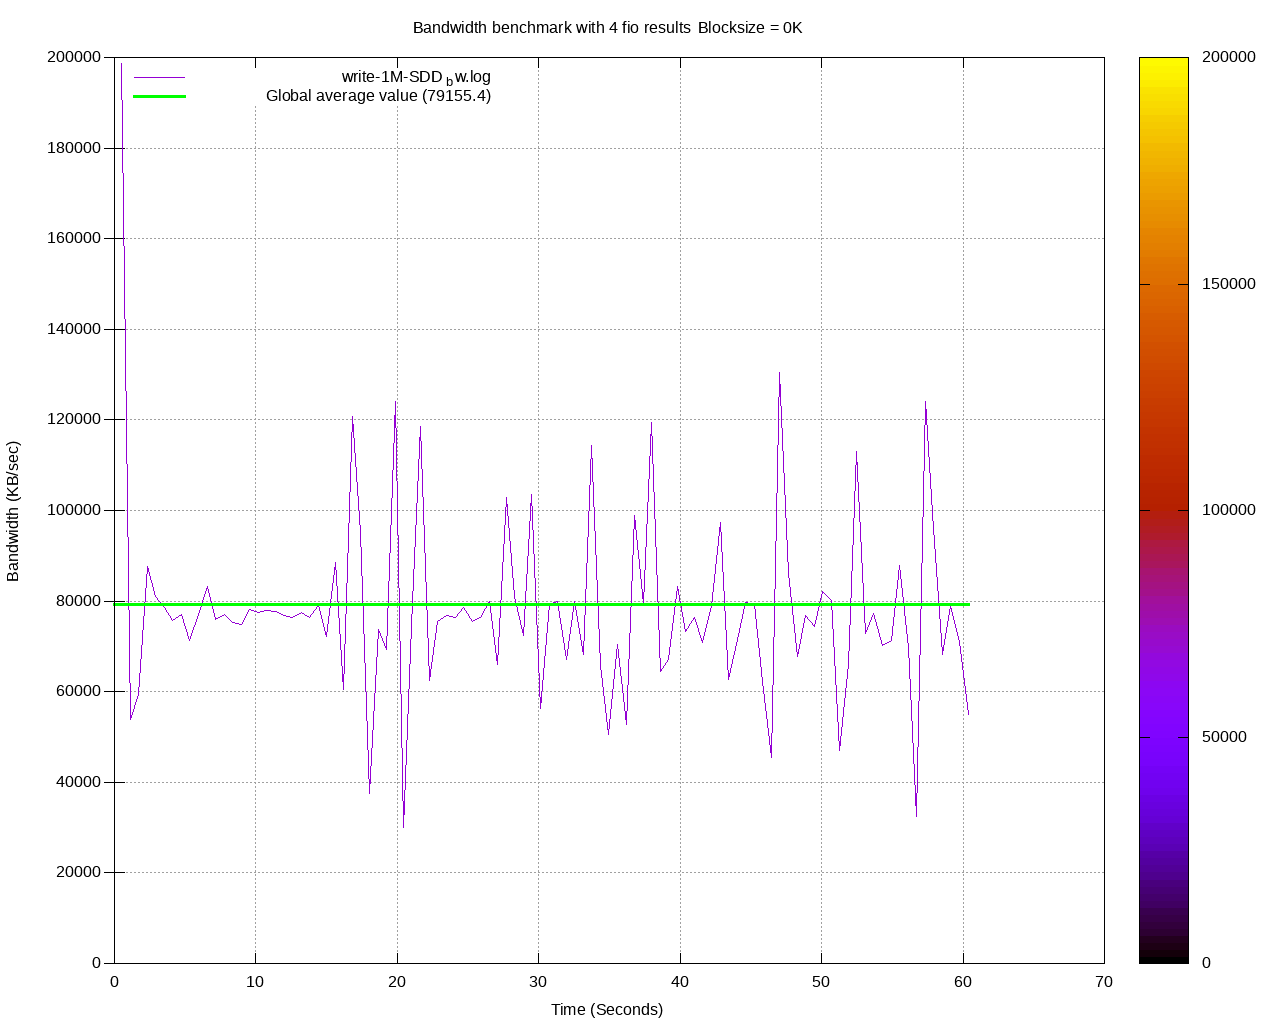 Bandwidth benchmark with 4 fio results Blocksize = 0K
write-1M-SDD_bw.log
Global average value (79155.4)
200000
180000
160000
140000
120000
100000
80000
60000
40000
20000
0
Bandwidth (KB/sec)
0 10 20 30 40 50 60 70
Time (Seconds)
200000
150000
100000
50000
0